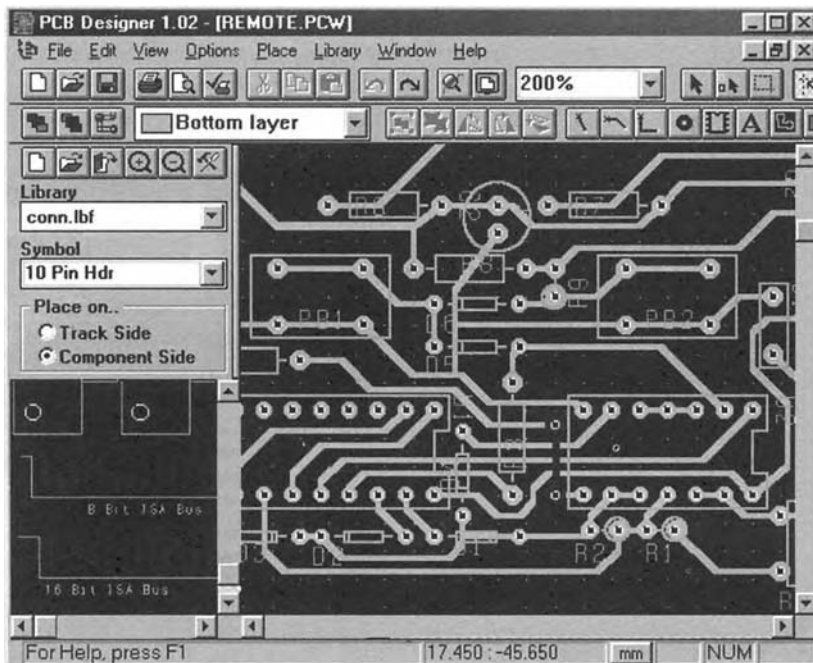 PCB Designer 1.02 - [REMOTE.PCW]
File Edit View Options Place Library Window Help
200%
Bottom layer
Library
conn.lbf
Symbol
10 Pin Hdr
Place on..
Track Side
Component Side
8 Bit ISA Bus
16 Bit ISA Bus
R7
PB1
PB2
D2
R2
R1
For Help, press F1
17.450 : -45.650
mm
NUM